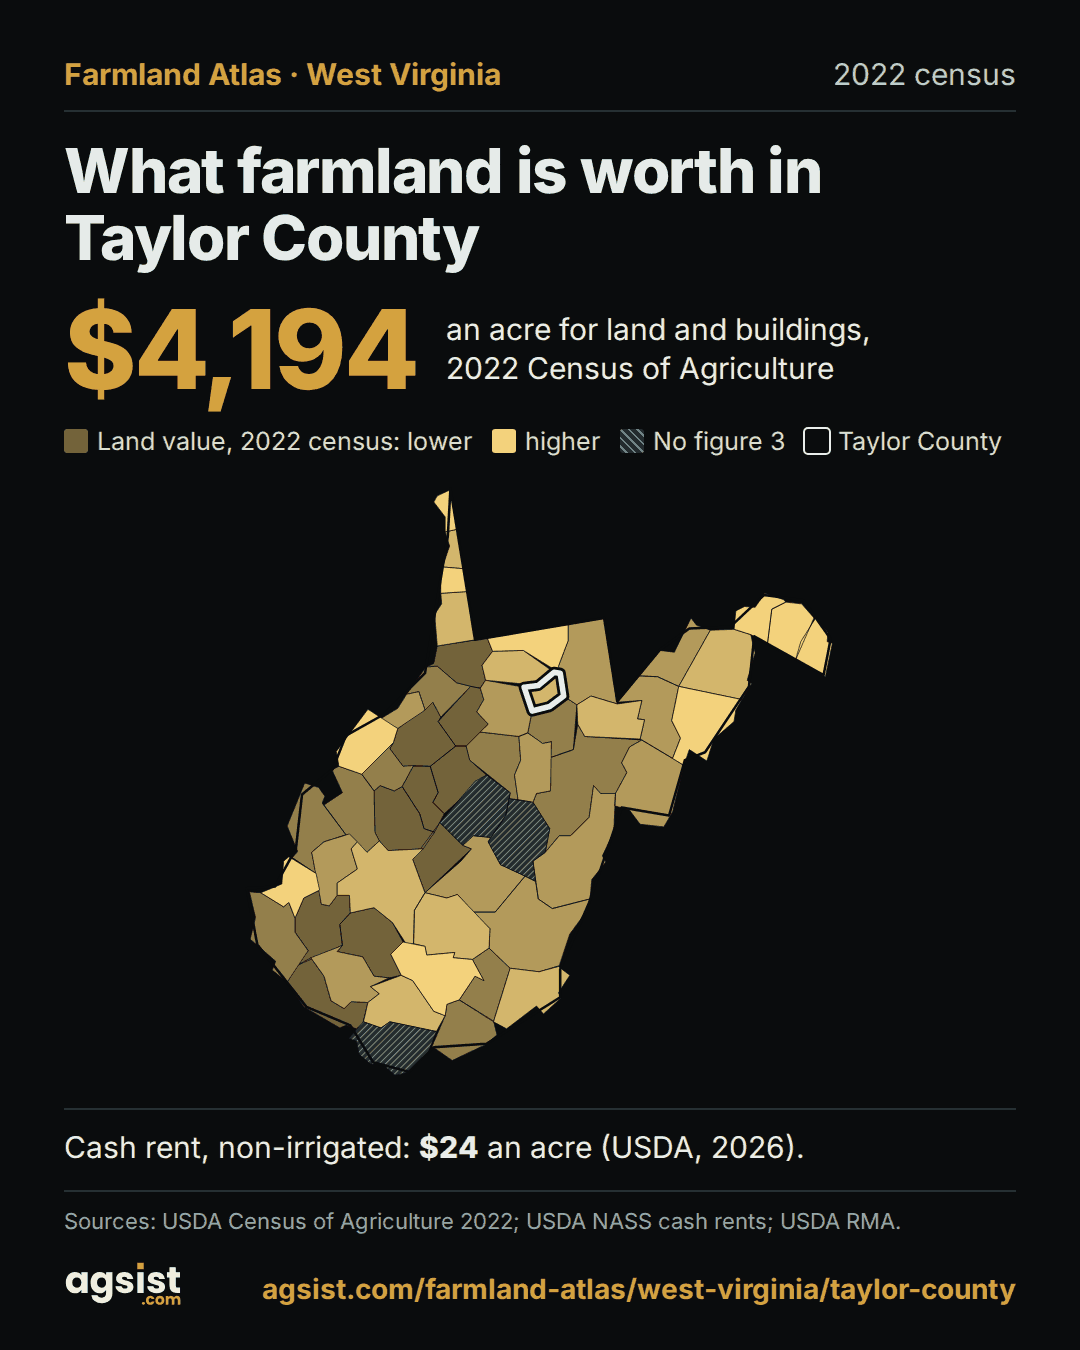 Farmland Atlas · West Virginia
2022 census
What farmland is worth in
Taylor County
$4,194
an acre for land and buildings,
2022 Census of Agriculture
Land value, 2022 census: lower
higher
No figure 3
Taylor County
Cash rent, non-irrigated: $24 an acre (USDA, 2026).
Sources: USDA Census of Agriculture 2022; USDA NASS cash rents; USDA RMA.
agsist
.com
agsist.com/farmland-atlas/west-virginia/taylor-county